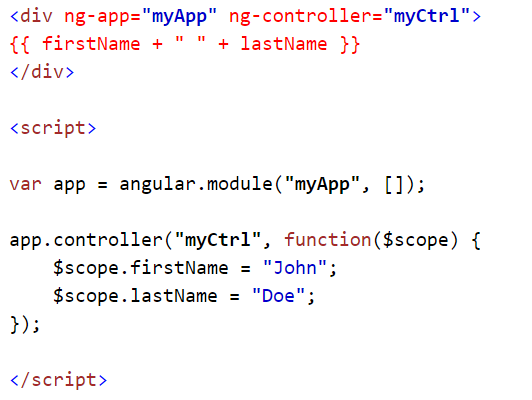 <div ng-app="myApp" ng-controller="myCtrl">
{{ firstName + " " + lastName }}
</div>
<script>
var app = angular.module("myApp", []);
app.controller("myCtrl", function($scope) {
    $scope.firstName = "John";
    $scope.lastName = "Doe";
});
</script>